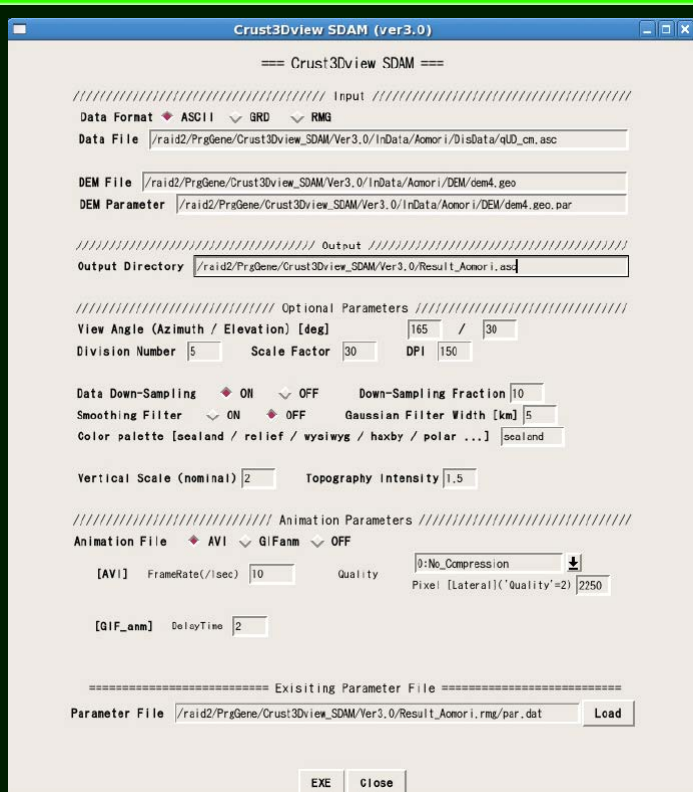 Crust3Dview SDAM (ver3.0)
=== Crust3Dview SDAM ===
////////////////////////////////////// Input ///////////////////////////////////////
Data Format ASCII GRD RMG
Data File /raid2/PrgGene/Crust3Dview_SDAM/Ver3.0/InData/Aomori/DisData/qUD_cm.asc
DEM File /raid2/PrgGene/Crust3Dview_SDAM/Ver3.0/InData/Aomori/DEM/dem4.geo
DEM Parameter /raid2/PrgGene/Crust3Dview_SDAM/Ver3.0/InData/Aomori/DEM/dem4.geo.par
//////////////////////////////////// Output ///////////////////////////////////////
Output Directory /raid2/PrgGene/Crust3Dview_SDAM/Ver3.0/Result_Aomori.asc
////////////////////////////// Optional Parameters ////////////////////////////////
View Angle (Azimuth / Elevation) [deg] 165 / 30
Division Number 5 Scale Factor 30 DPI 150
Data Down-Sampling ON OFF Down-Sampling Fraction 10
Smoothing Filter ON OFF Gaussian Filter Width [km] 5
Color palette [sealand / relief / wysiwyg / haxby / polar ...] sealand
Vertical Scale (nominal) 2 Topography Intensity 1.5
////////////////////////////// Animation Parameters ////////////////////////////////
Animation File AVI GIFanm OFF
[AVI] FrameRate(/1sec) 10 Quality 0:No_Compression
Pixel [Lateral]('Quality'=2) 2250
[GIF_anm] DelayTime 2
=========================== Exisiting Parameter File ===========================
Parameter File /raid2/PrgGene/Crust3Dview_SDAM/Ver3.0/Result_Aomori.rmg/par.dat Load
EXE Close